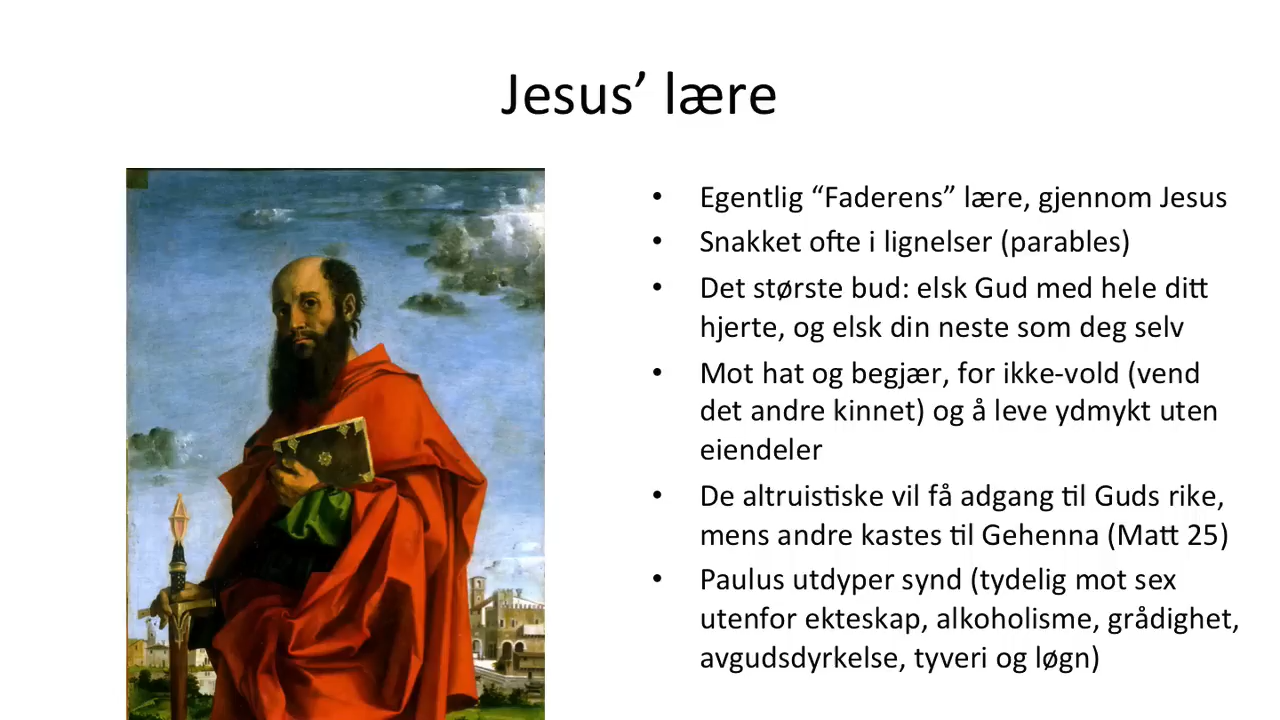 Jesus’ lære
• Egentlig “Faderens” lære, gjennom Jesus
• Snakket ofte i lignelser (parables)
• Det største bud: elsk Gud med hele ditt
hjerte, og elsk din neste som deg selv
• Mot hat og begjær, for ikke-vold (vend
det andre kinnet) og å leve ydmykt uten
eiendeler
• De altruistiske vil få adgang til Guds rike,
mens andre kastes til Gehenna (Matt 25)
• Paulus utdyper synd (tydelig mot sex
utenfor ekteskap, alkoholisme, grådighet,
avgudsdyrkelse, tyveri og løgn)